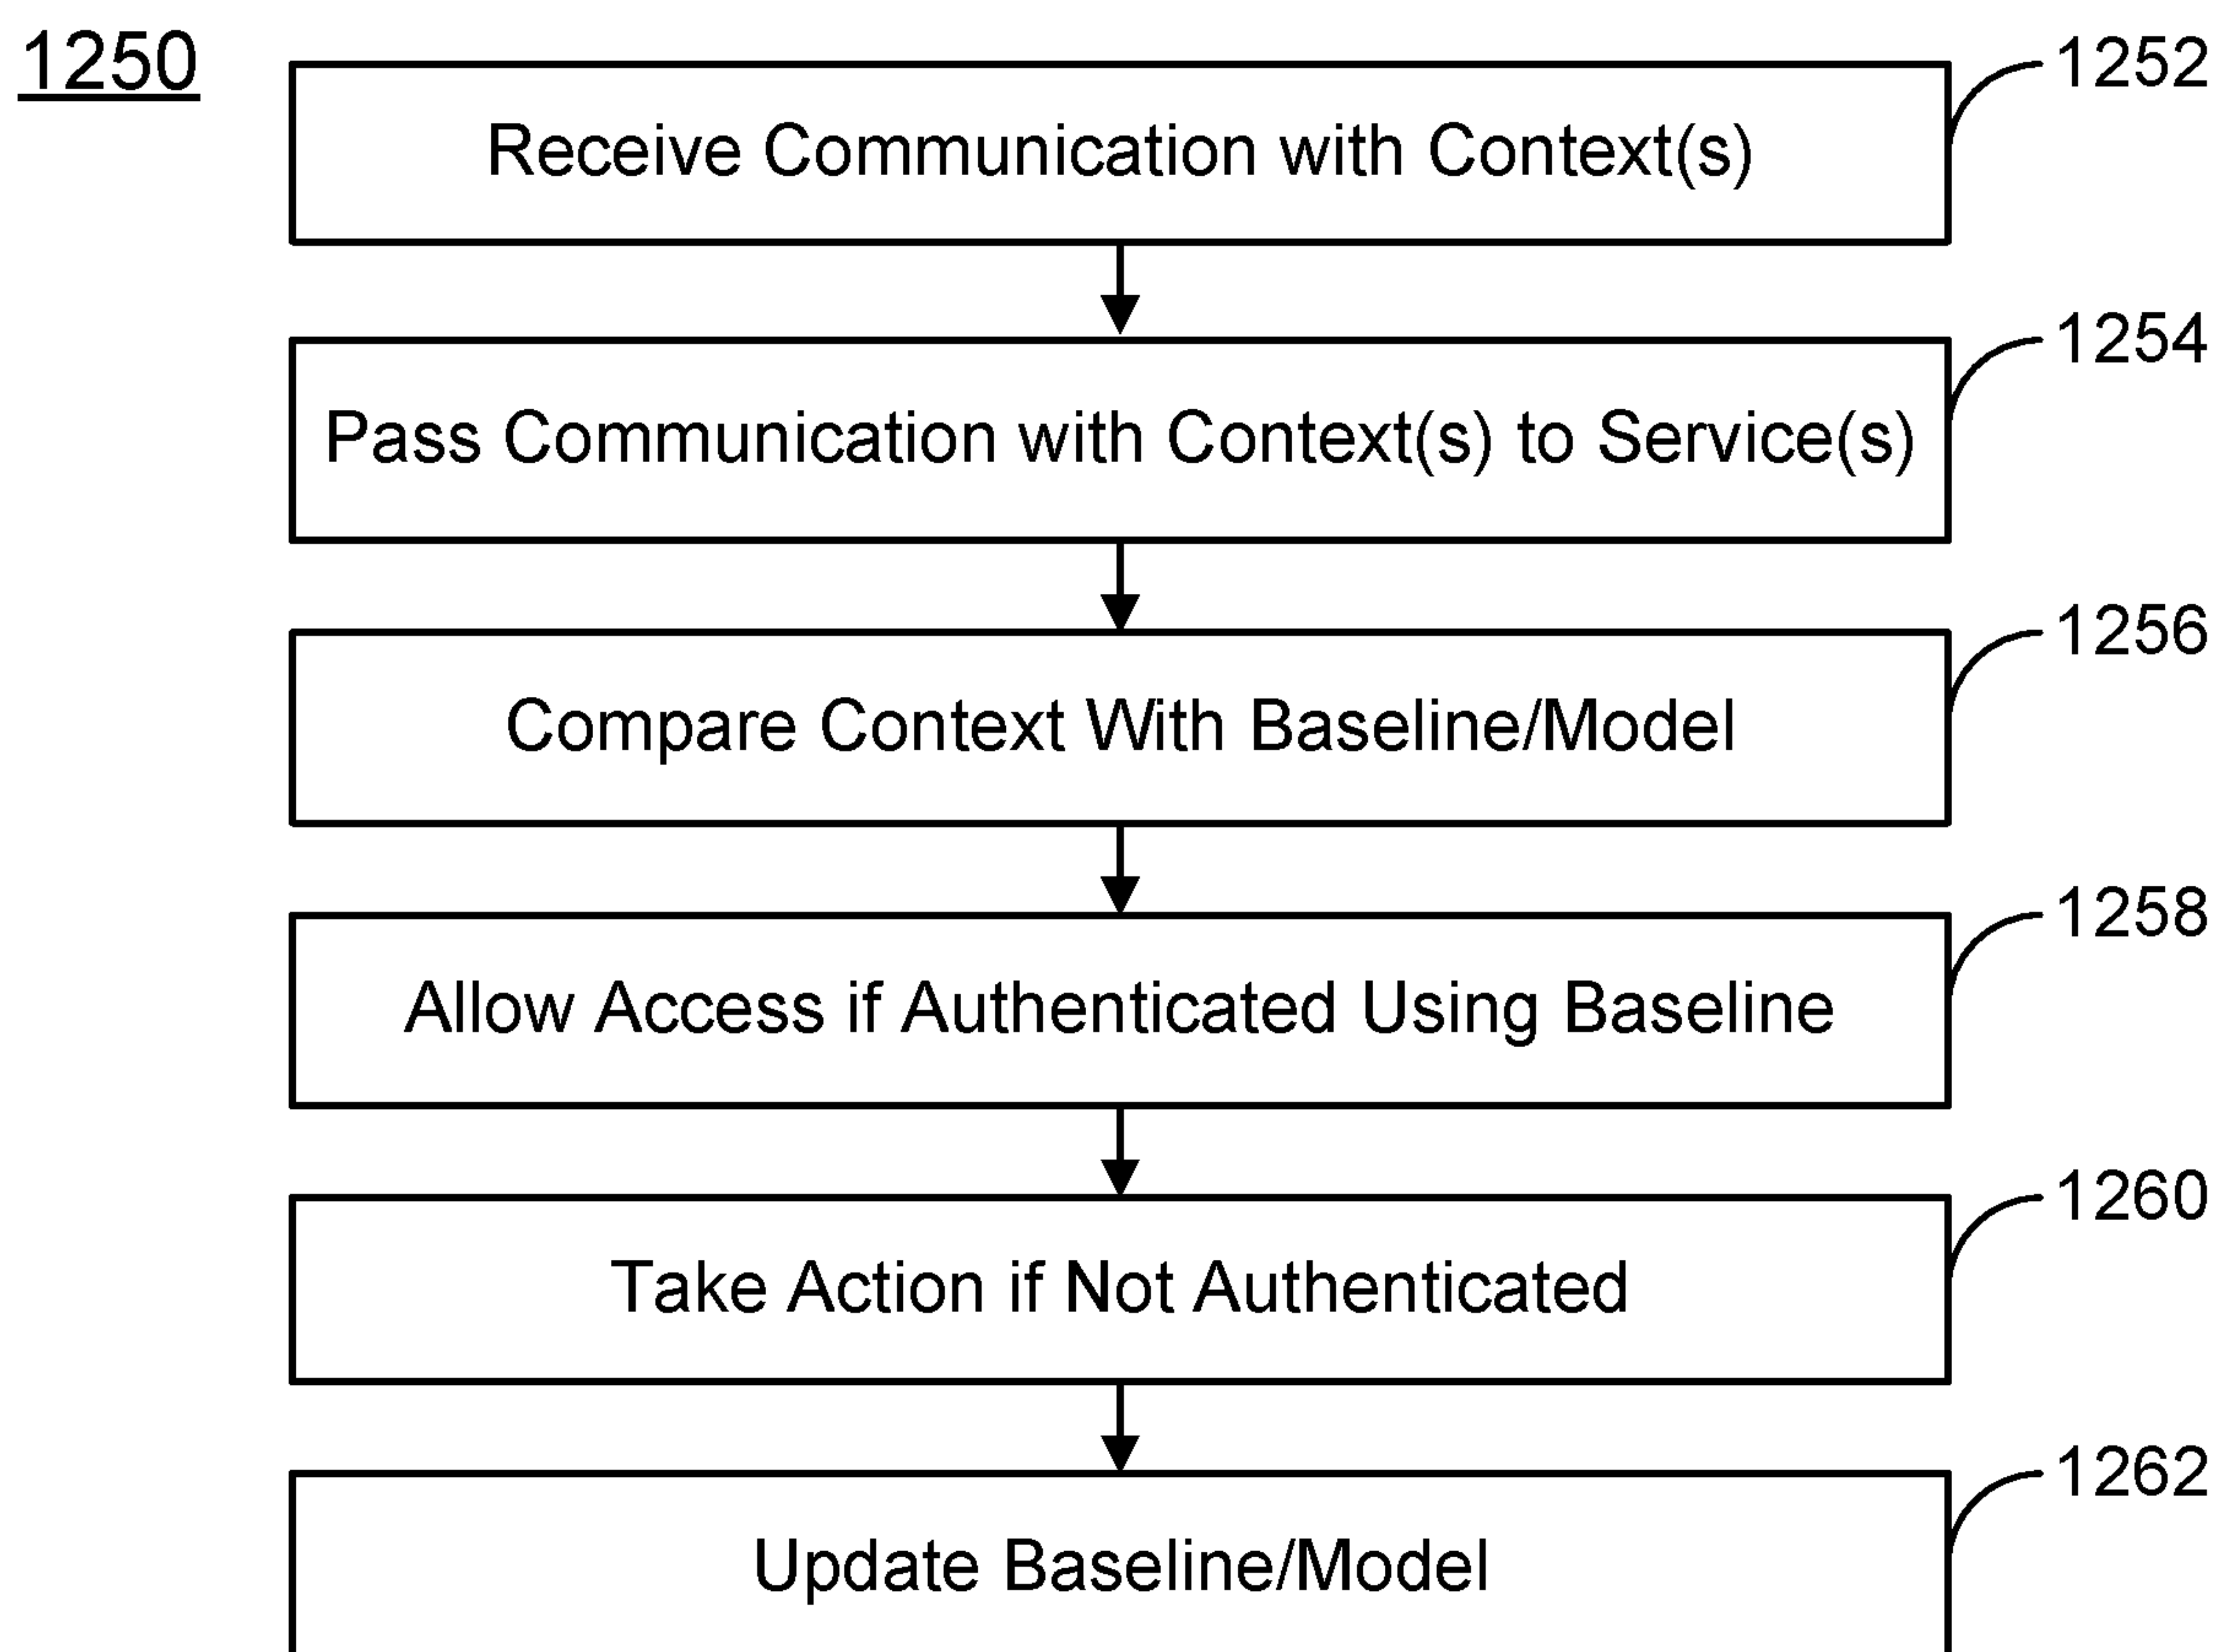 1250
1252
Receive Communication with Context(s)
1254
Pass Communication with Context(s) to Service(s)
1256
Compare Context With Baseline/Model
1258
Allow Access if Authenticated Using Baseline
1260
Take Action if Not Authenticated
1262
Update Baseline/Model